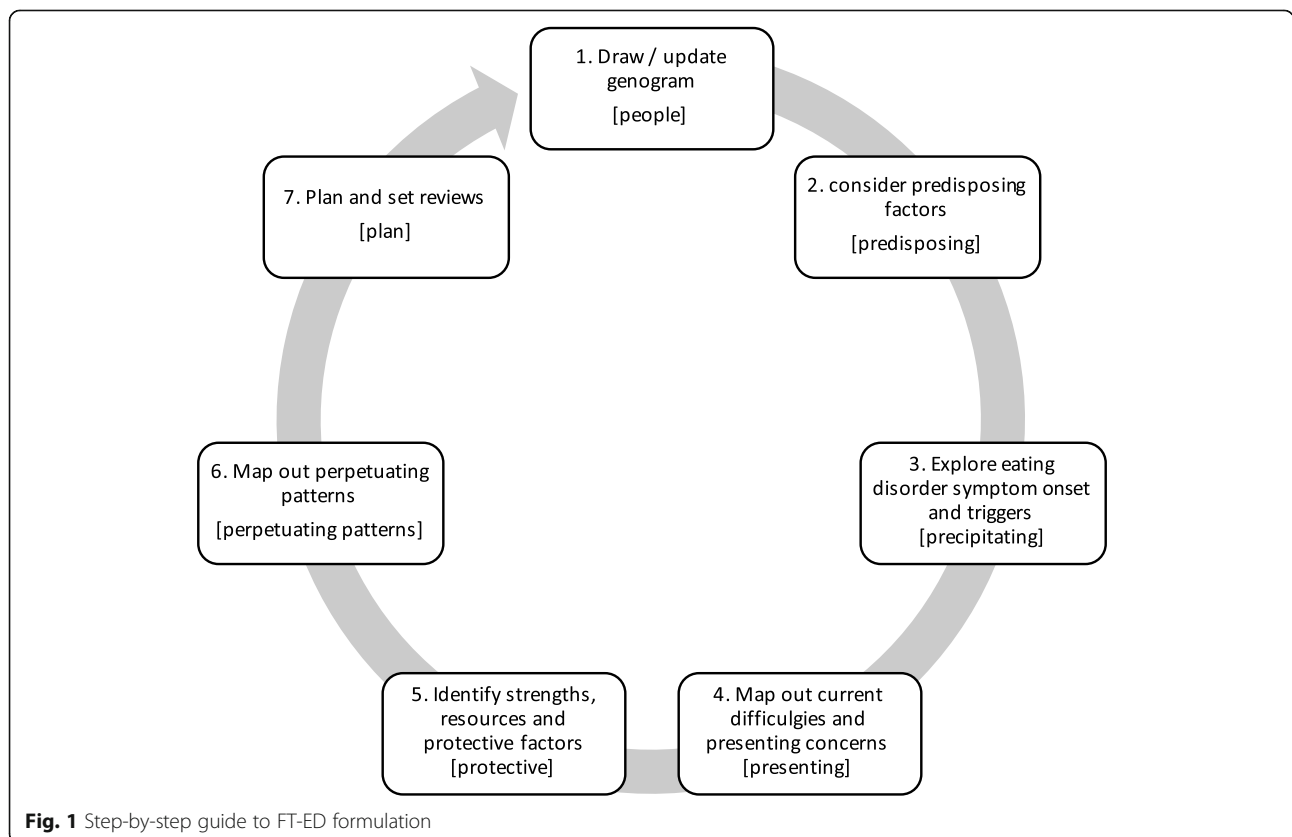 1. Draw / update
genogram
[people]
2. consider predisposing
factors
[predisposing]
3. Explore eating
disorder symptom onset
and triggers
[precipitating]
4. Map out current
difficulgies and
presenting concerns
[presenting]
5. Identify strengths,
resources and
protective factors
[protective]
6. Map out perpetuating
patterns
[perpetuating patterns]
7. Plan and set reviews
[plan]
Fig. 1 Step-by-step guide to FT-ED formulation